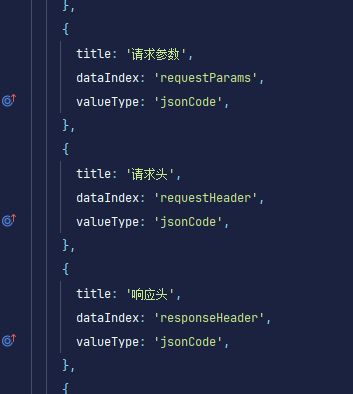 },
{
title: '请求参数',
dataIndex: 'requestParams',
valueType: 'jsonCode',
},
{
title: '请求头',
dataIndex: 'requestHeader',
valueType: 'jsonCode',
},
{
title: '响应头',
dataIndex: 'responseHeader',
valueType: 'jsonCode',
},
{